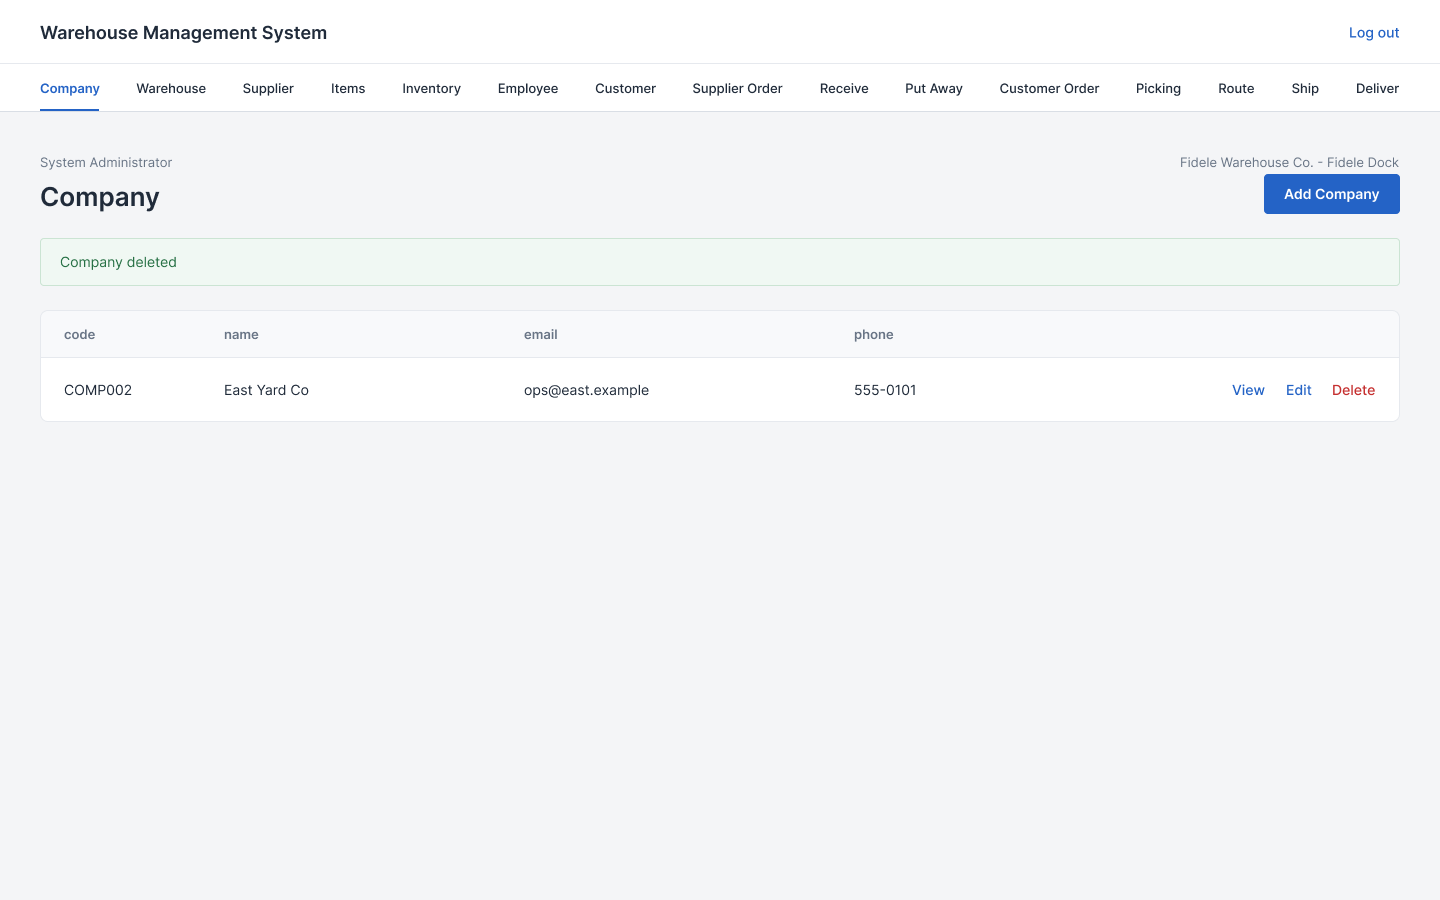 Warehouse Management System
Log out
Company Warehouse Supplier Items Inventory Employee Customer Supplier Order Receive Put Away Customer Order Picking Route Ship Deliver
System Administrator
Fidele Warehouse Co. - Fidele Dock
Company
Add Company
Company deleted
code name email phone
COMP002 East Yard Co ops@east.example 555-0101 View Edit Delete